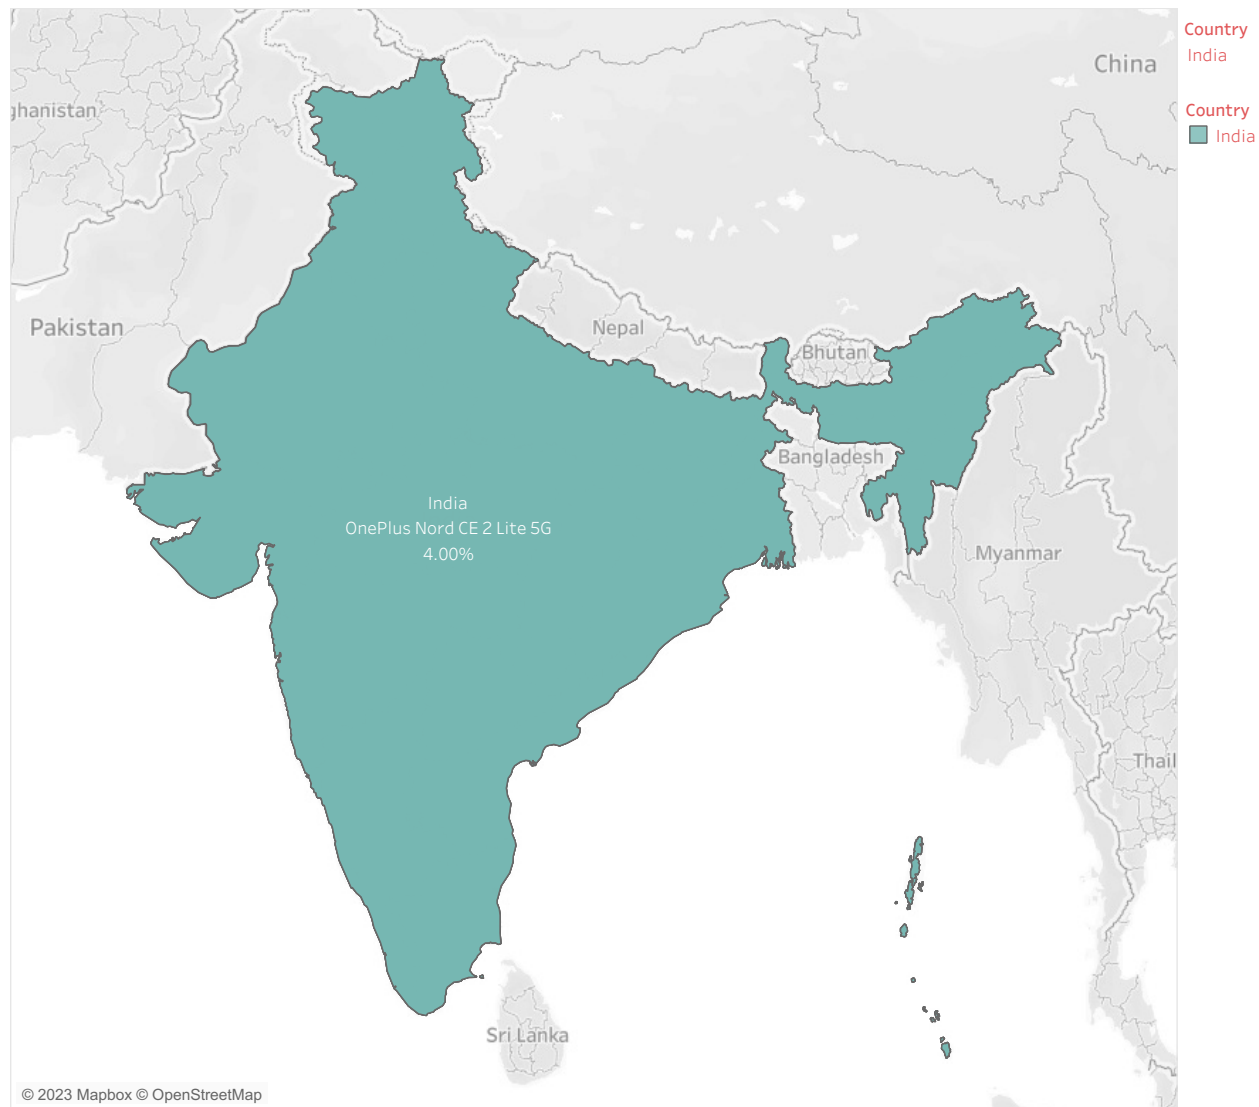 Country
India
China
ghanistan
Country
India
Pakistan
Nepal
Bhutan
Bangladesh
India
OnePlus Nord CE 2 Lite 5G
4.00%
Myanmar
Thail
Sri Lanka
© 2023 Mapbox © OpenStreetMap